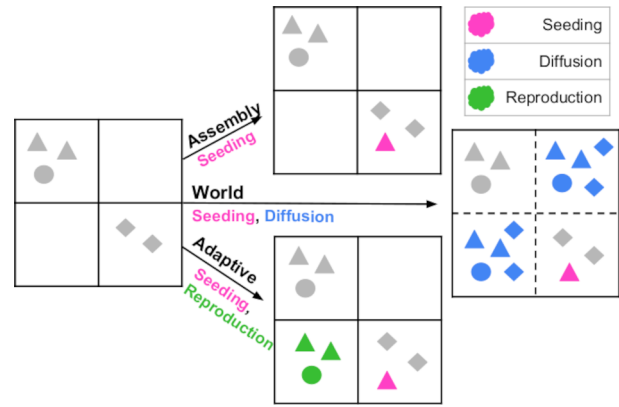 Seeding
Diffusion
Reproduction
Assembly
Seeding
World
Seeding, Diffusion
Adaptive
Seeding,
Reproduction